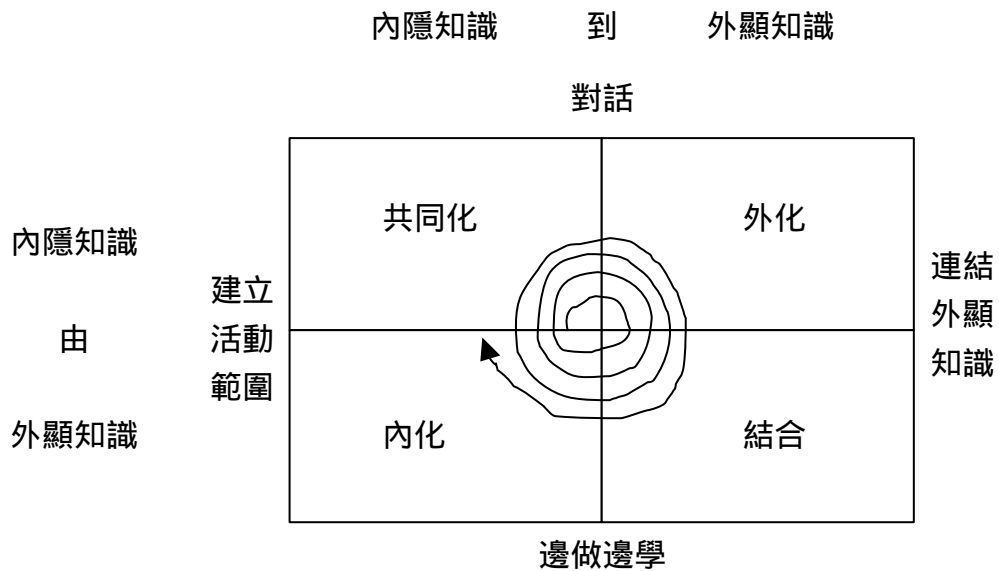 內隱知識 到 外顯知識
對話
共同化 外化
內隱知識
建立
活動
範圍
連結
外顯
知識
由
外顯知識
內化 結合
邊做邊學